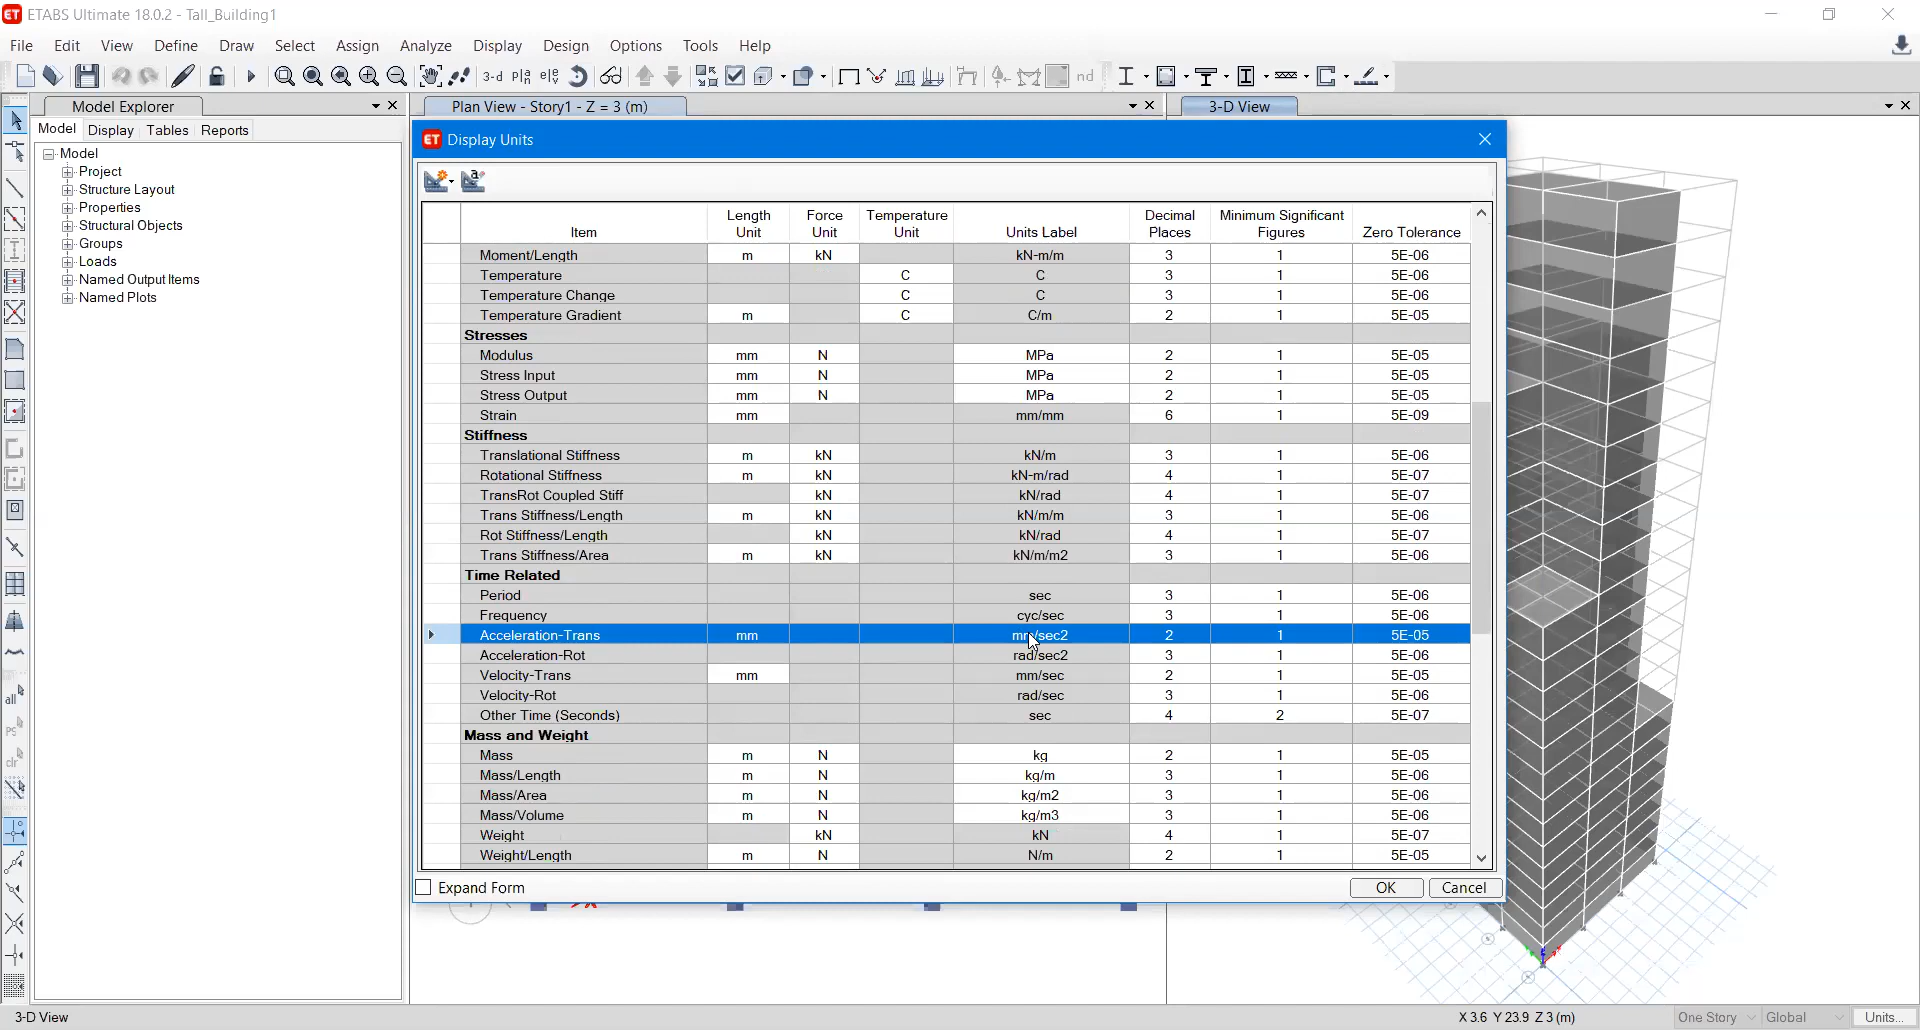 ET ETABS Ultimate 18.0.2 - Tall_Building1
File Edit View Define Draw Select Assign Analyze Display Design Options Tools Help
3-d Pla ele nd
Model Explorer
Plan View - Story1 - Z = 3 (m)
3-D View
Model Display Tables Reports
Model
Project
Structure Layout
Properties
Structural Objects
Groups
Loads
Named Output Items
Named Plots
all
ps
clr
ET Display Units
Item Length Unit Force Unit Temperature Unit Units Label Decimal Places Minimum Significant Figures Zero Tolerance
Moment/Length m kN kN-m/m 3 1 5E-06
Temperature C C 3 1 5E-06
Temperature Change C C 3 1 5E-06
Temperature Gradient m C C/m 2 1 5E-05
Stresses
Modulus mm N MPa 2 1 5E-05
Stress Input mm N MPa 2 1 5E-05
Stress Output mm N MPa 2 1 5E-05
Strain mm mm/mm 6 1 5E-09
Stiffness
Translational Stiffness m kN kN/m 3 1 5E-06
Rotational Stiffness m kN kN-m/rad 4 1 5E-07
TransRot Coupled Stiff kN kN/rad 4 1 5E-07
Trans Stiffness/Length m kN kN/m/m 3 1 5E-06
Rot Stiffness/Length kN kN/rad 4 1 5E-07
Trans Stiffness/Area m kN kN/m/m2 3 1 5E-06
Time Related
Period sec 3 1 5E-06
Frequency cyc/sec 3 1 5E-06
Acceleration-Trans mm mm/sec2 2 1 5E-05
Acceleration-Rot rad/sec2 3 1 5E-06
Velocity-Trans mm mm/sec 2 1 5E-05
Velocity-Rot rad/sec 3 1 5E-06
Other Time (Seconds) sec 4 2 5E-07
Mass and Weight
Mass m N kg 2 1 5E-05
Mass/Length m N kg/m 3 1 5E-06
Mass/Area m N kg/m2 3 1 5E-06
Mass/Volume m N kg/m3 3 1 5E-06
Weight kN kN 4 1 5E-07
Weight/Length m N N/m 2 1 5E-05
Expand Form OK Cancel
3-D View X 3.6 Y 23.9 Z 3 (m) One Story Global Units...